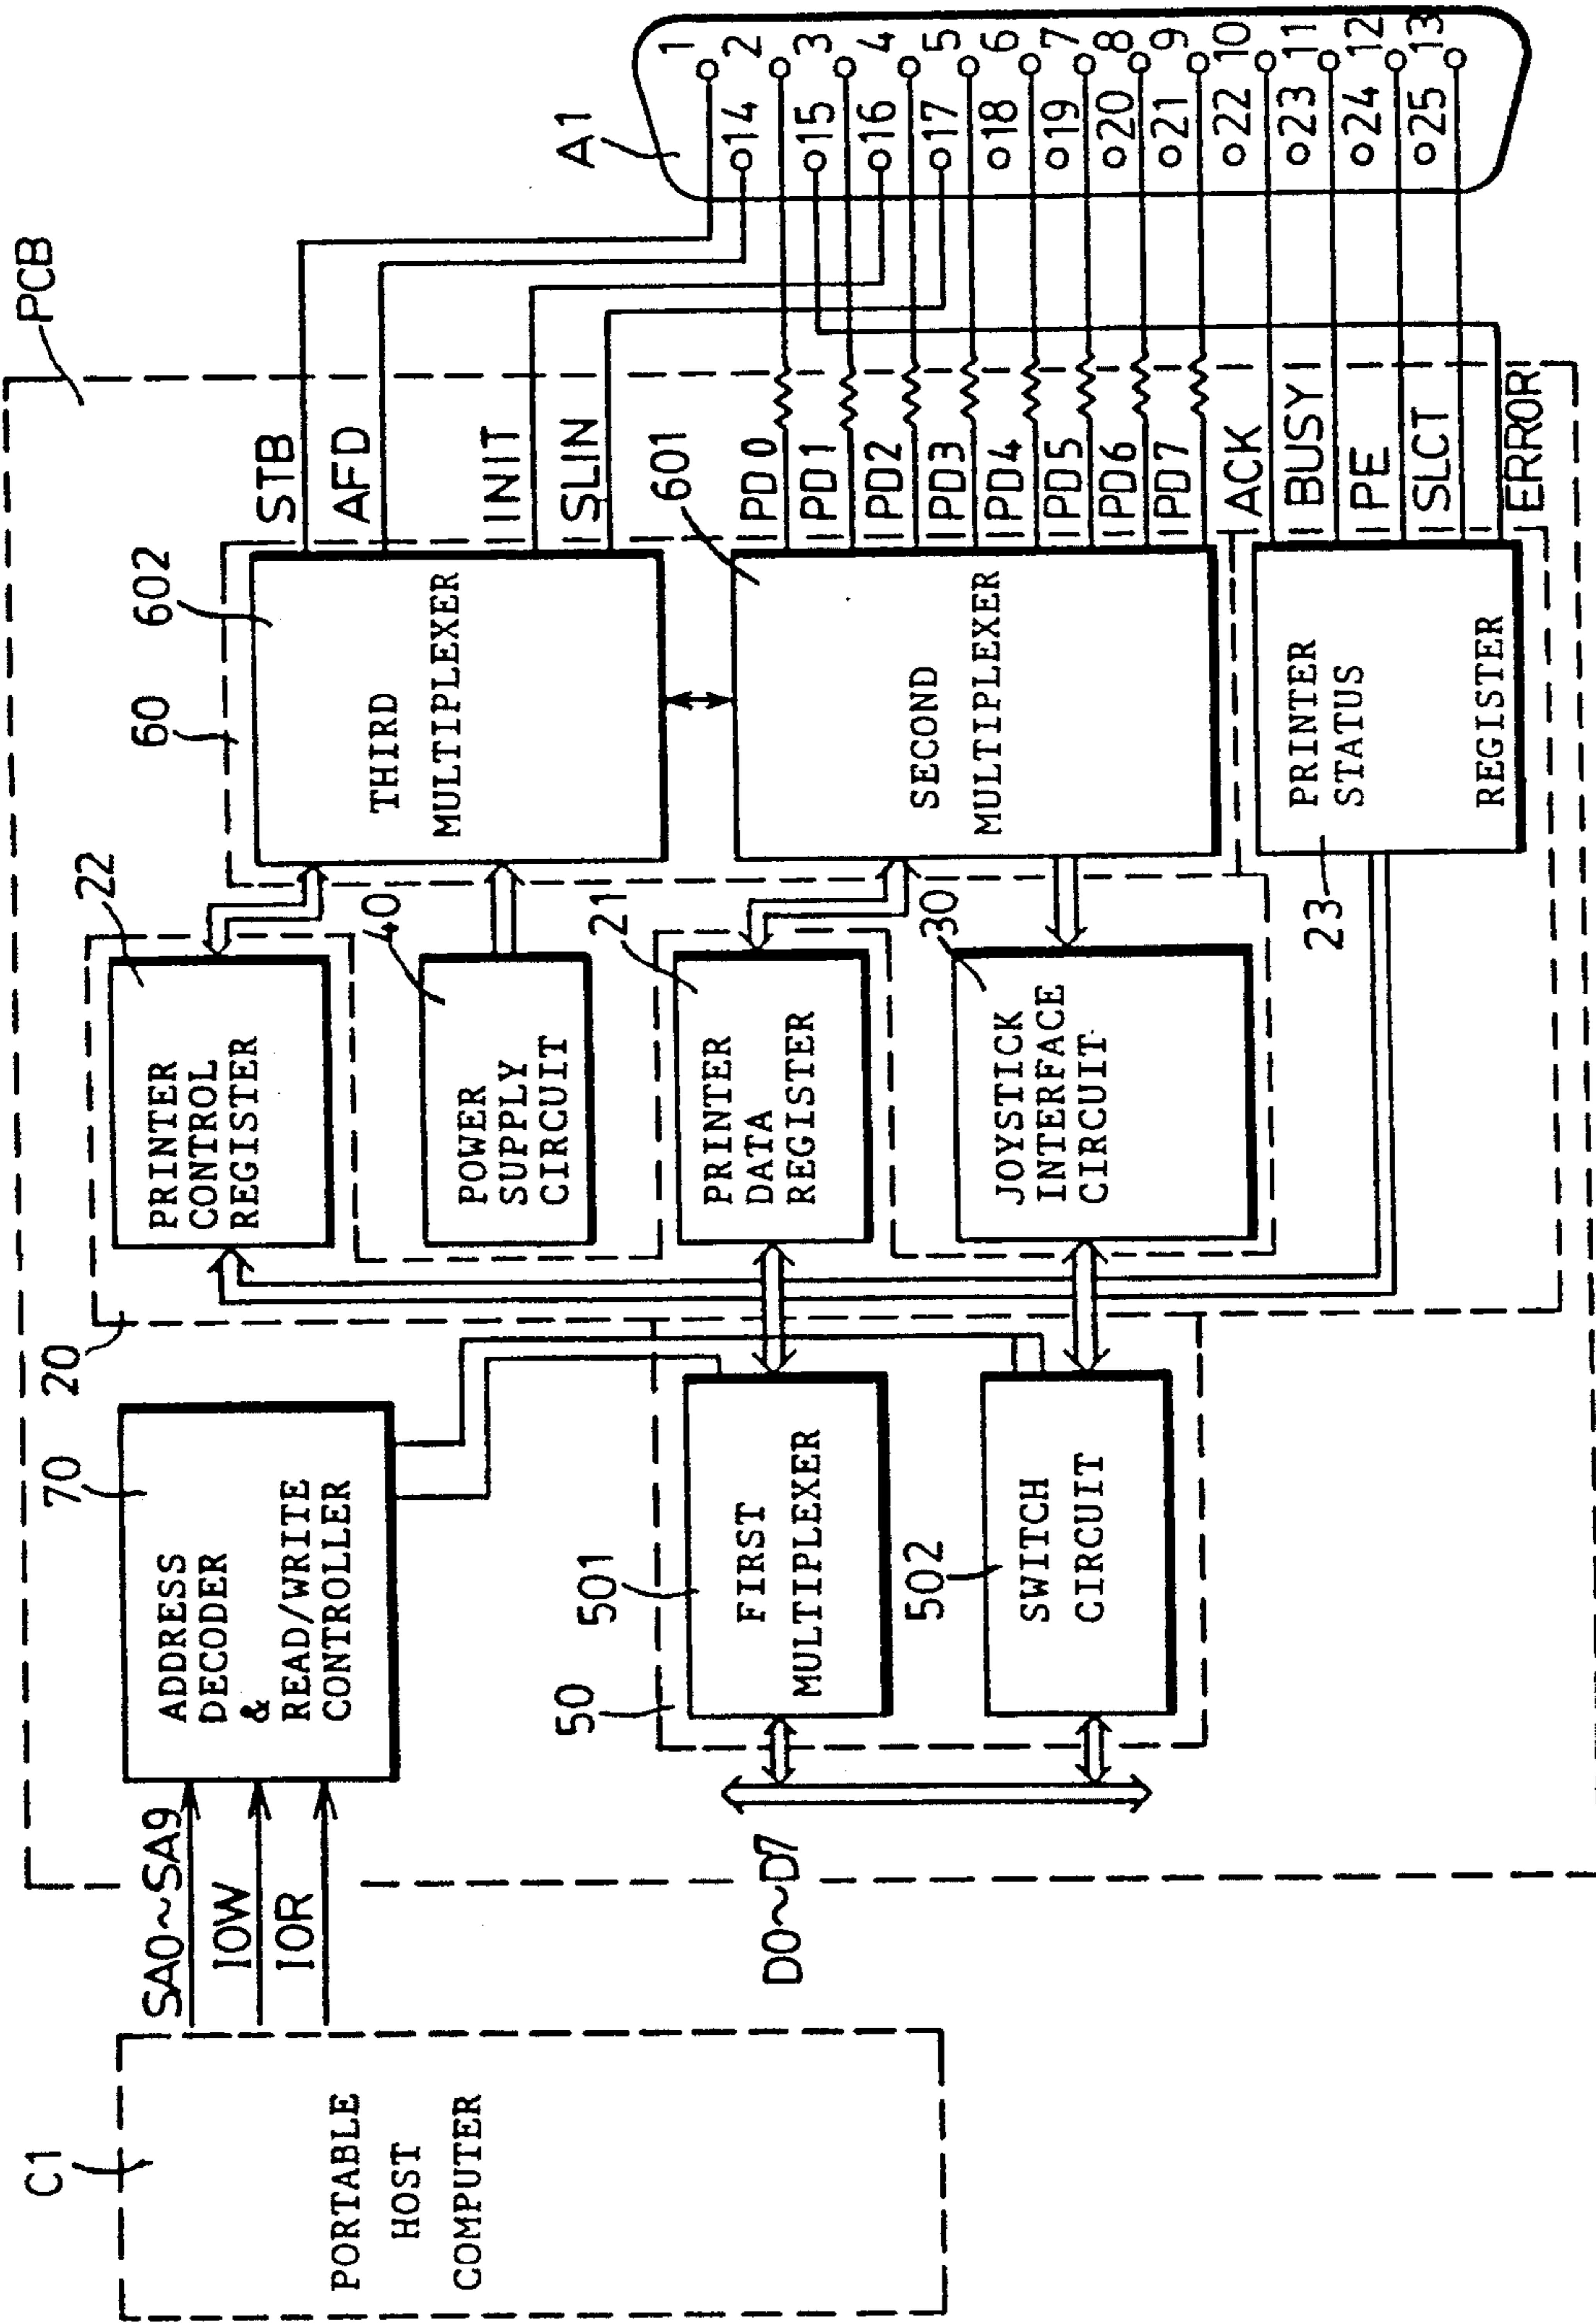 PCB
C1
PORTABLE
HOST
COMPUTER
SA0~SA9
IOW
IOR
D0~D7
70
ADDRESS
DECODER
&
READ/WRITE
CONTROLLER
50
501
FIRST
MULTIPLEXER
502
SWITCH
CIRCUIT
20
22
PRINTER
CONTROL
REGISTER
40
POWER
SUPPLY
CIRCUIT
21
PRINTER
DATA
REGISTER
30
JOYSTICK
INTERFACE
CIRCUIT
23
PRINTER
STATUS
REGISTER
60
602
THIRD
MULTIPLEXER
601
SECOND
MULTIPLEXER
STB
AFD
INIT
SLIN
PD0
PD1
PD2
PD3
PD4
PD5
PD6
PD7
ACK
BUSY
PE
SLCT
ERROR
A1
1
2
3
4
5
6
7
8
9
10
11
12
13
14
15
16
17
18
19
20
21
22
23
24
25